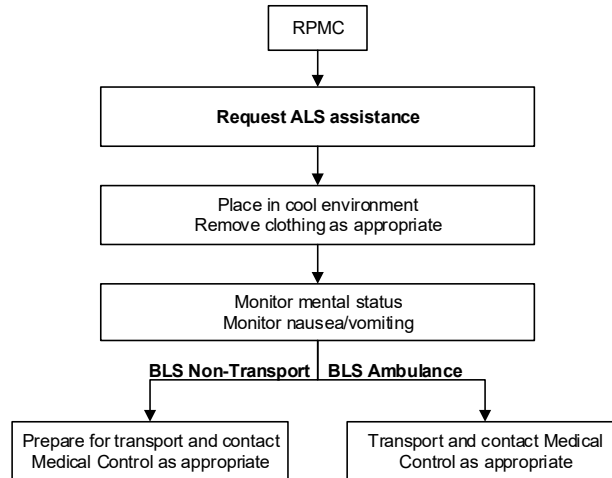 RPMC
Request ALS assistance
Place in cool environment
Remove clothing as appropriate
Monitor mental status
Monitor nausea/vomiting
BLS Non-Transport
BLS Ambulance
Prepare for transport and contact
Medical Control as appropriate
Transport and contact Medical
Control as appropriate